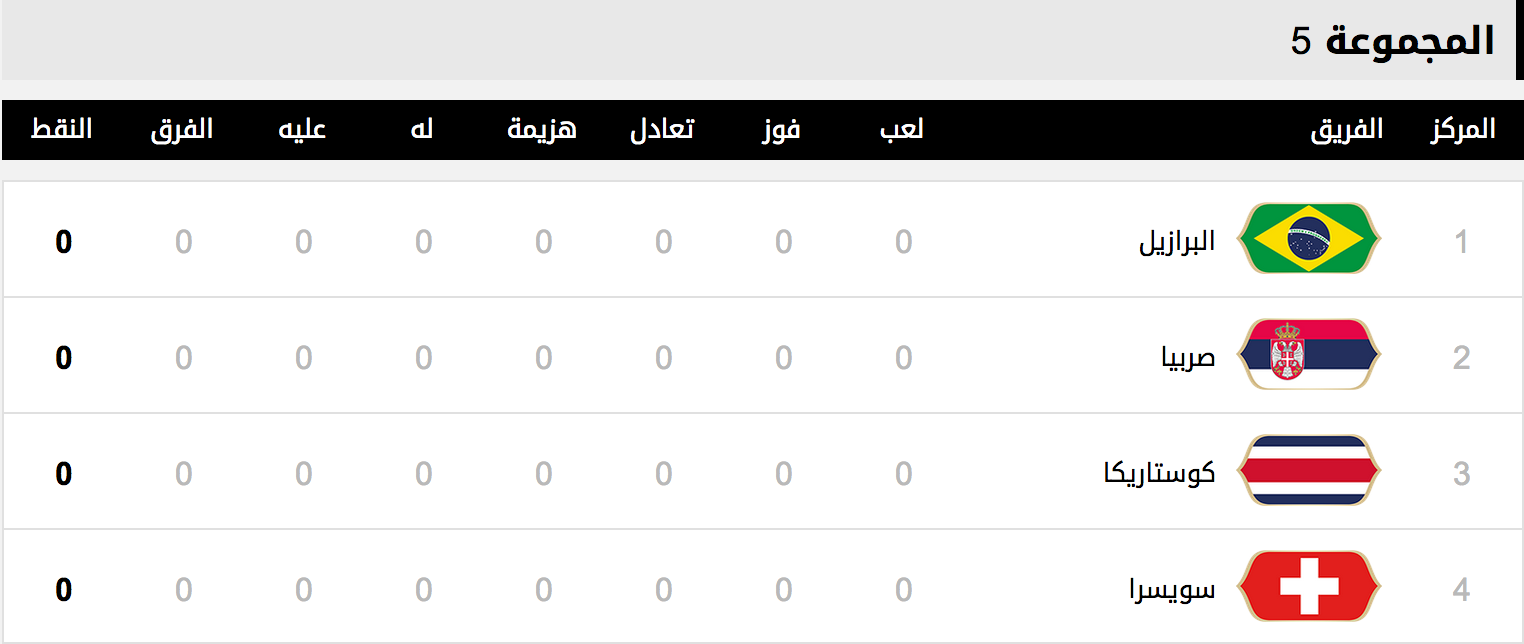 المجموعة 5
المركز الفريق لعب فوز تعادل هزيمة له عليه الفرق النقط
1 البرازيل 0 0 0 0 0 0 0 0
2 صربيا 0 0 0 0 0 0 0 0
3 كوستاريكا 0 0 0 0 0 0 0 0
4 سويسرا 0 0 0 0 0 0 0 0